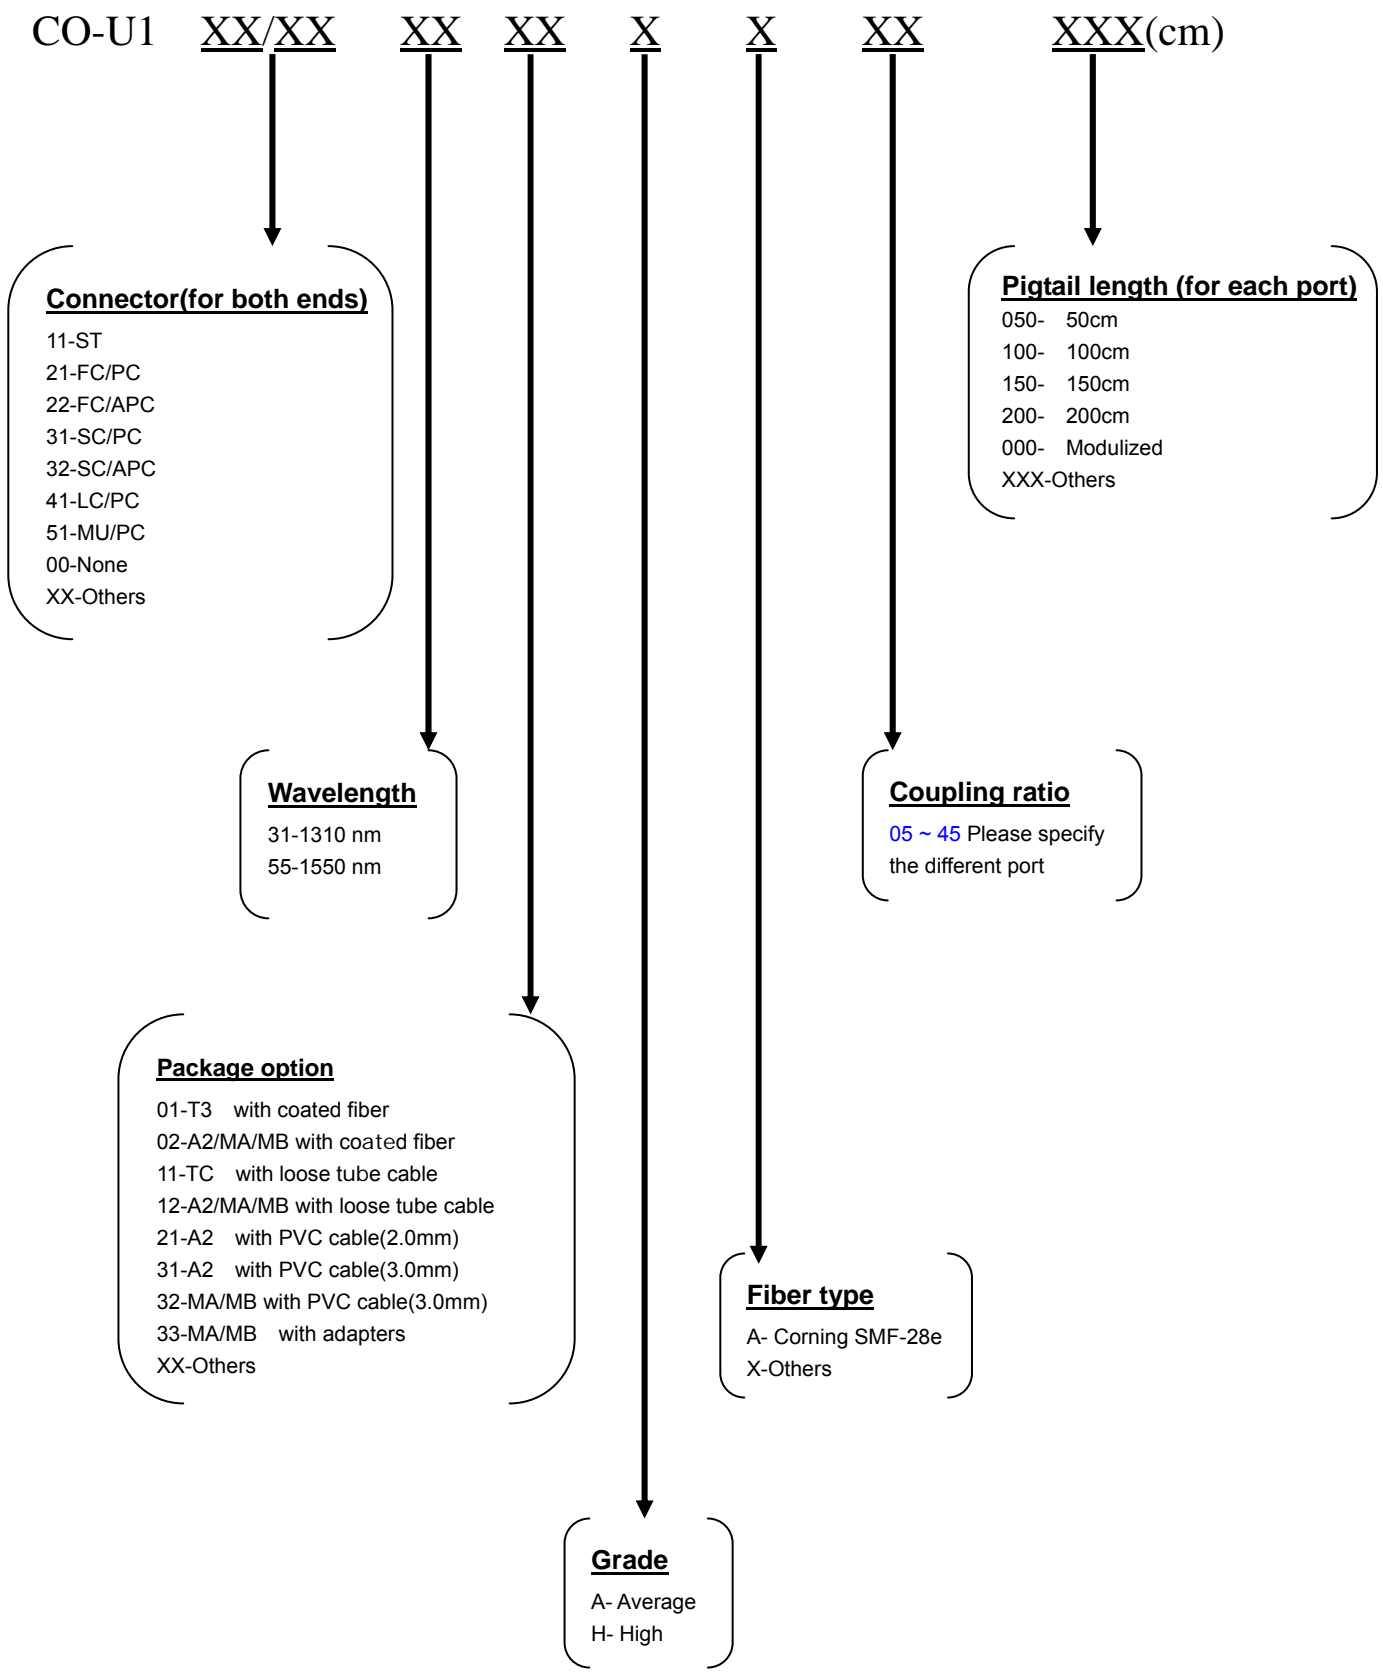 CO-U1 XX/XX XX XX X X XX XXX(cm)
Connector(for both ends)
11-ST
21-FC/PC
22-FC/APC
31-SC/PC
32-SC/APC
41-LC/PC
51-MU/PC
00-None
XX-Others
Pigtail length (for each port)
050- 50cm
100- 100cm
150- 150cm
200- 200cm
000- Modulized
XXX-Others
Wavelength
31-1310 nm
55-1550 nm
Coupling ratio
05 ~ 45 Please specify
the different port
Package option
01-T3 with coated fiber
02-A2/MA/MB with coated fiber
11-TC with loose tube cable
12-A2/MA/MB with loose tube cable
21-A2 with PVC cable(2.0mm)
31-A2 with PVC cable(3.0mm)
32-MA/MB with PVC cable(3.0mm)
33-MA/MB with adapters
XX-Others
Fiber type
A- Corning SMF-28e
X-Others
Grade
A- Average
H- High